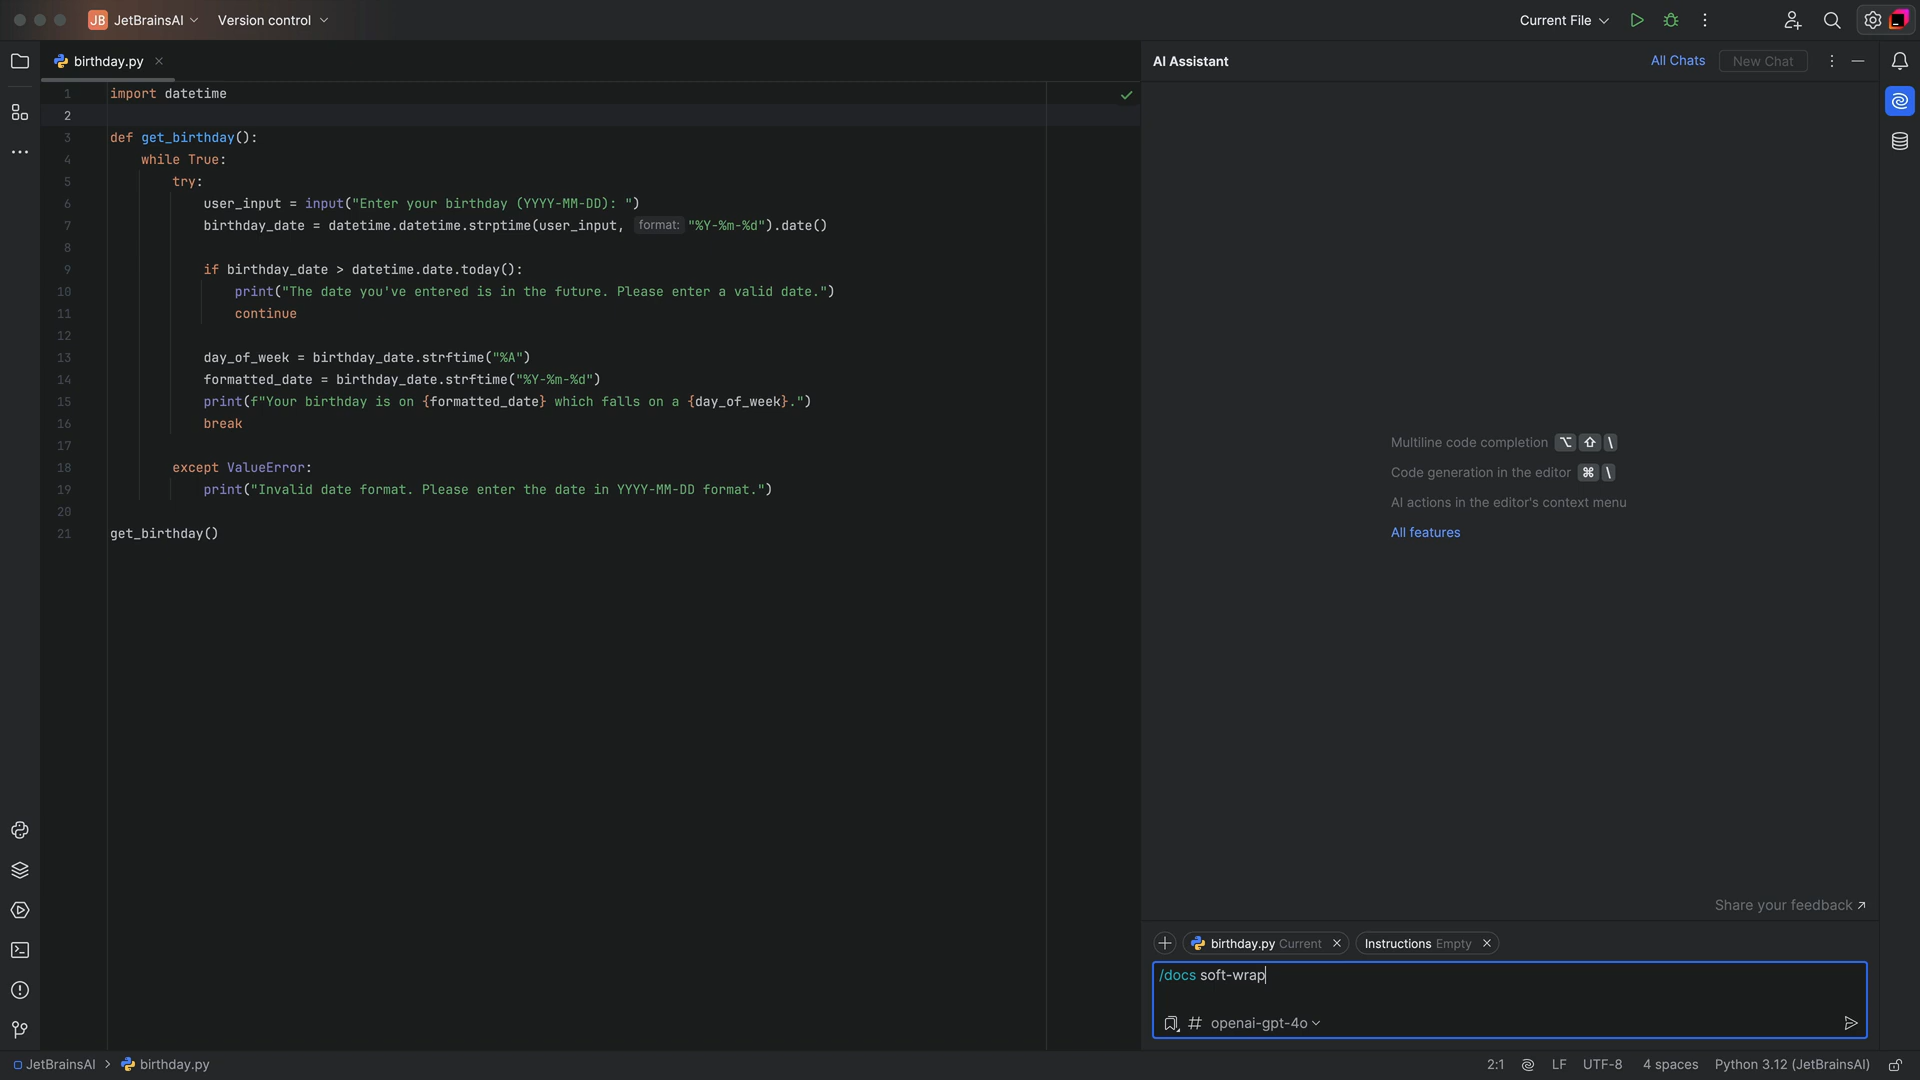 JB JetBrainsAI Version control Current File
birthday.py
AI Assistant All Chats New Chat
1 import datetime
2
3 def get_birthday():
4 while True:
5 try:
6 user_input = input("Enter your birthday (YYYY-MM-DD): ")
7 birthday_date = datetime.datetime.strptime(user_input, format: "%Y-%m-%d").date()
8
9 if birthday_date > datetime.date.today():
10 print("The date you've entered is in the future. Please enter a valid date.")
11 continue
12
13 day_of_week = birthday_date.strftime("%A")
14 formatted_date = birthday_date.strftime("%Y-%m-%d")
15 print(f"Your birthday is on {formatted_date} which falls on a {day_of_week}.")
16 break
17
18 except ValueError:
19 print("Invalid date format. Please enter the date in YYYY-MM-DD format.")
20
21 get_birthday()
Multiline code completion ⌥ ⇧ \
Code generation in the editor ⌘ \
AI actions in the editor's context menu
All features
Share your feedback ↗
birthday.py Current Instructions Empty
/docs soft-wrap
# openai-gpt-4o
JetBrainsAI > birthday.py 2:1 LF UTF-8 4 spaces Python 3.12 (JetBrainsAI)